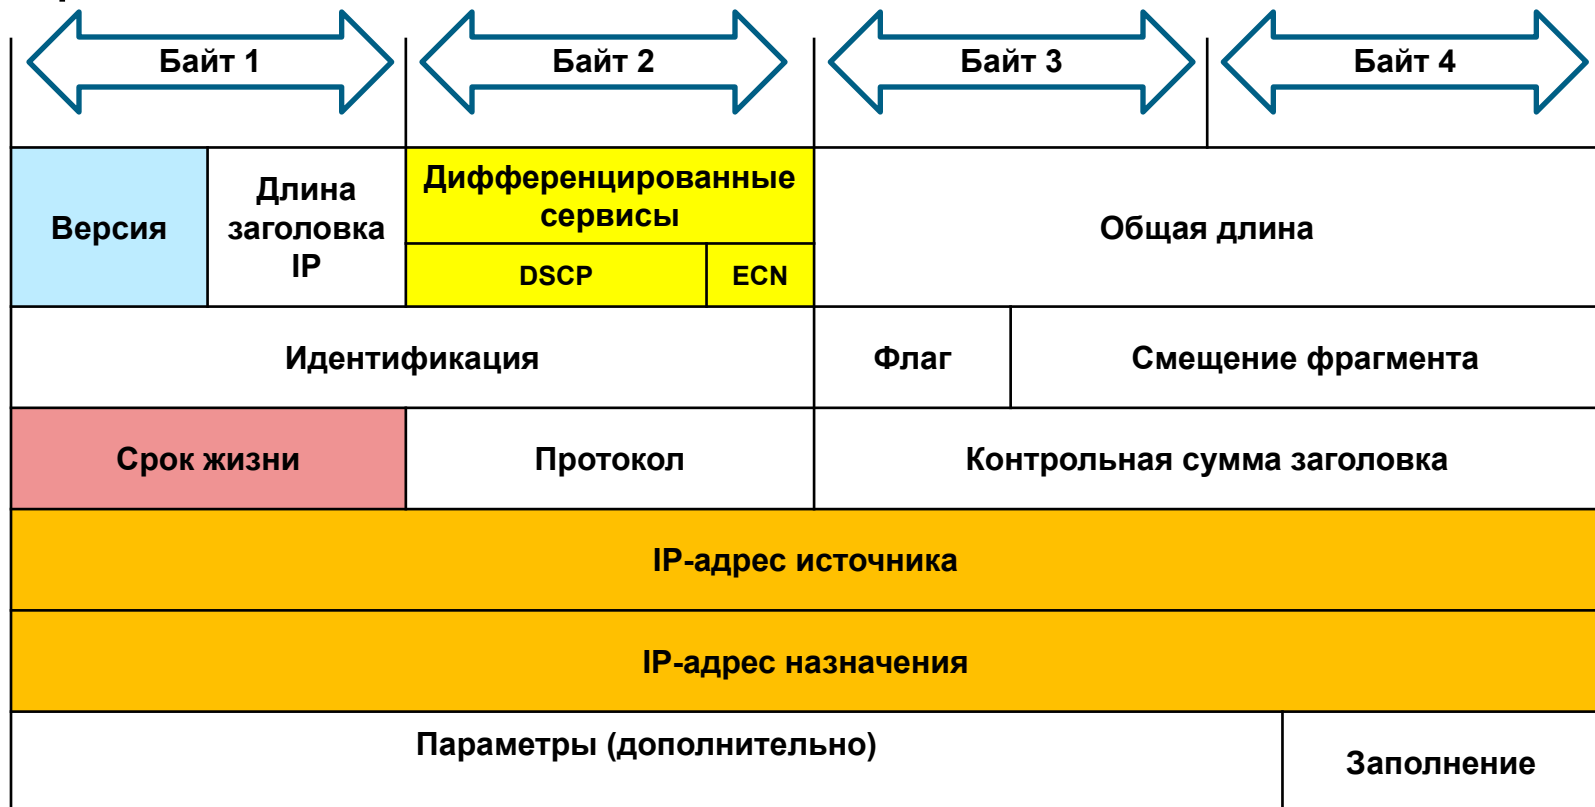 Байт 1
Байт 2
Байт 3
Байт 4
Версия
Длина
заголовка
IP
Дифференцированные
сервисы
DSCP
ECN
Общая длина
Идентификация
Флаг
Смещение фрагмента
Срок жизни
Протокол
Контрольная сумма заголовка
IP-адрес источника
IP-адрес назначения
Параметры (дополнительно)
Заполнение